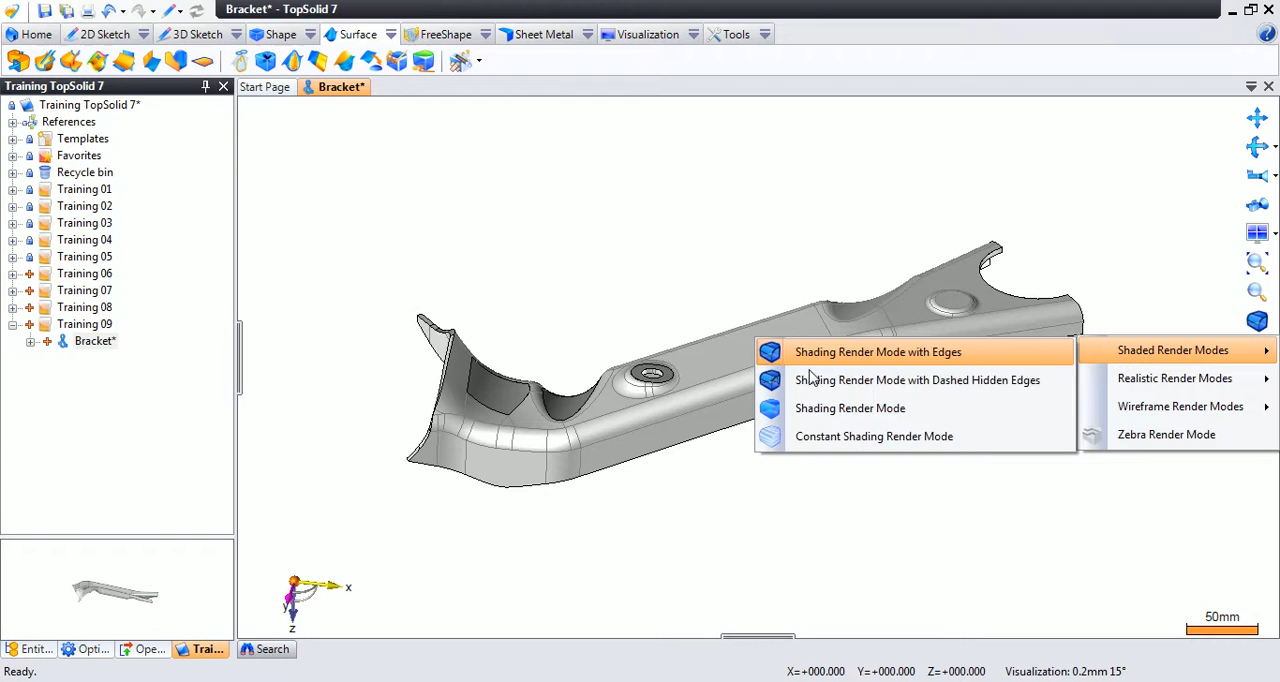 Bracket* - TopSolid 7
Home 2D Sketch 3D Sketch Shape Surface FreeShape Sheet Metal Visualization Tools
Training TopSolid 7
Start Page Bracket*
Training TopSolid 7*
References
Templates
Favorites
Recycle bin
Training 01
Training 02
Training 03
Training 04
Training 05
Training 06
Training 07
Training 08
Training 09
Bracket*
Shading Render Mode with Edges
Shading Render Mode with Dashed Hidden Edges
Shading Render Mode
Constant Shading Render Mode
Shaded Render Modes
Realistic Render Modes
Wireframe Render Modes
Zebra Render Mode
x
y
z
50mm
Entit... Opti... Ope... Trai... Search
Ready. X=+000.000 Y=+000.000 Z=+000.000 Visualization: 0.2mm 15°